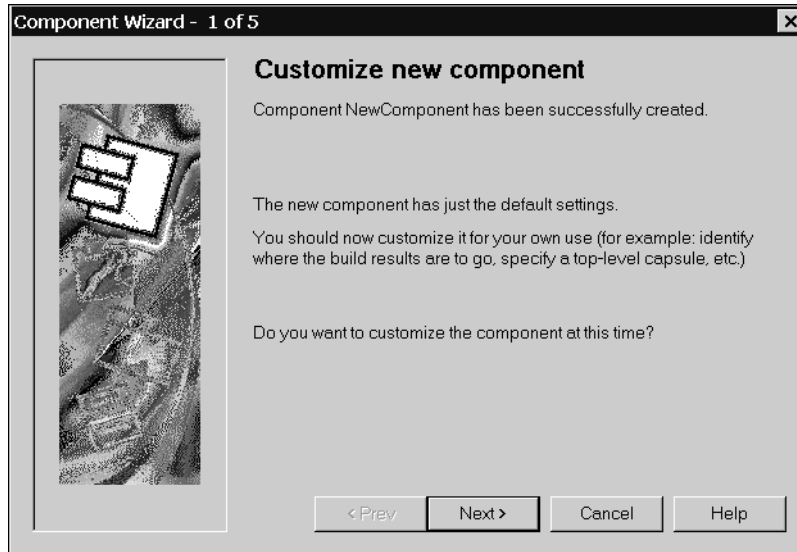 Component Wizard - 1 of 5
Customize new component
Component NewComponent has been successfully created.
The new component has just the default settings.
You should now customize it for your own use (for example: identify
where the build results are to go, specify a top-level capsule, etc.)
Do you want to customize the component at this time?
< Prev
Next >
Cancel
Help